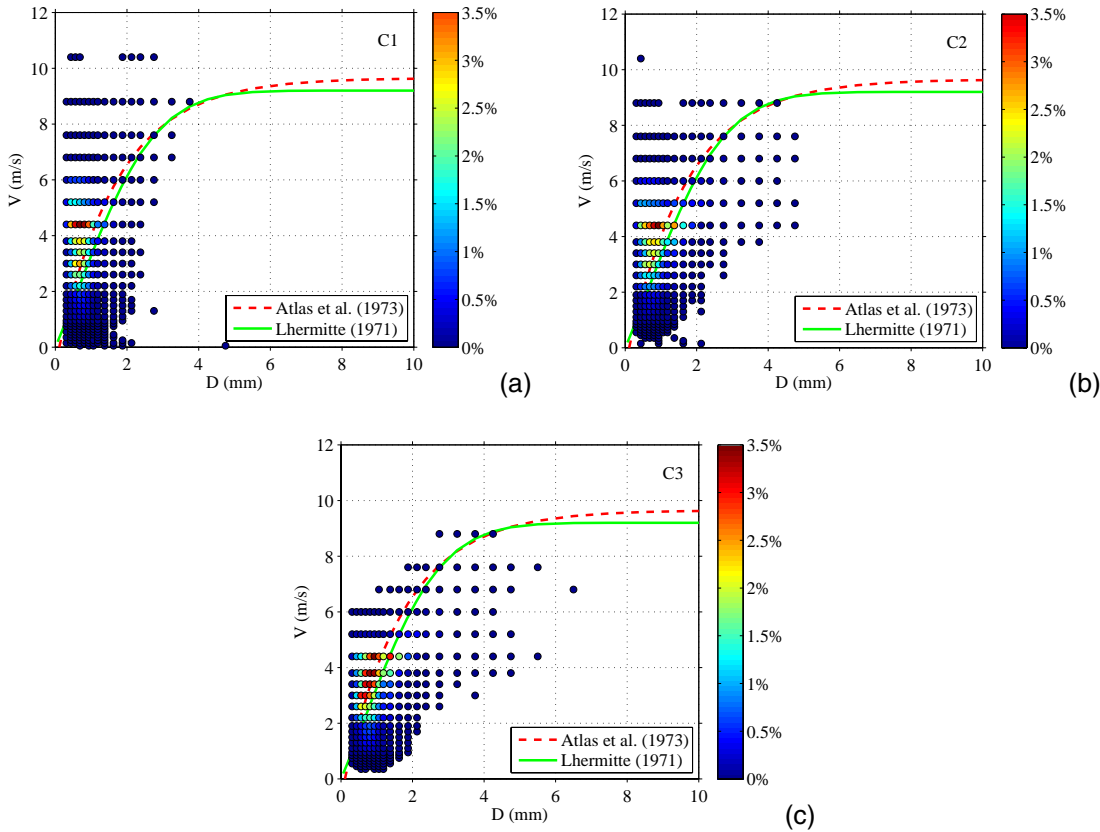 12
10
8
6
4
2
0
V (m/s)
C1
Atlas et al. (1973)
Lhermitte (1971)
0 2 4 6 8 10
D (mm)
3.5%
3%
2.5%
2%
1.5%
1%
0.5%
0%
(a)
12
10
8
6
4
2
0
V (m/s)
C2
Atlas et al. (1973)
Lhermitte (1971)
0 2 4 6 8 10
D (mm)
3.5%
3%
2.5%
2%
1.5%
1%
0.5%
0%
(b)
12
10
8
6
4
2
0
V (m/s)
C3
Atlas et al. (1973)
Lhermitte (1971)
0 2 4 6 8 10
D (mm)
3.5%
3%
2.5%
2%
1.5%
1%
0.5%
0%
(c)